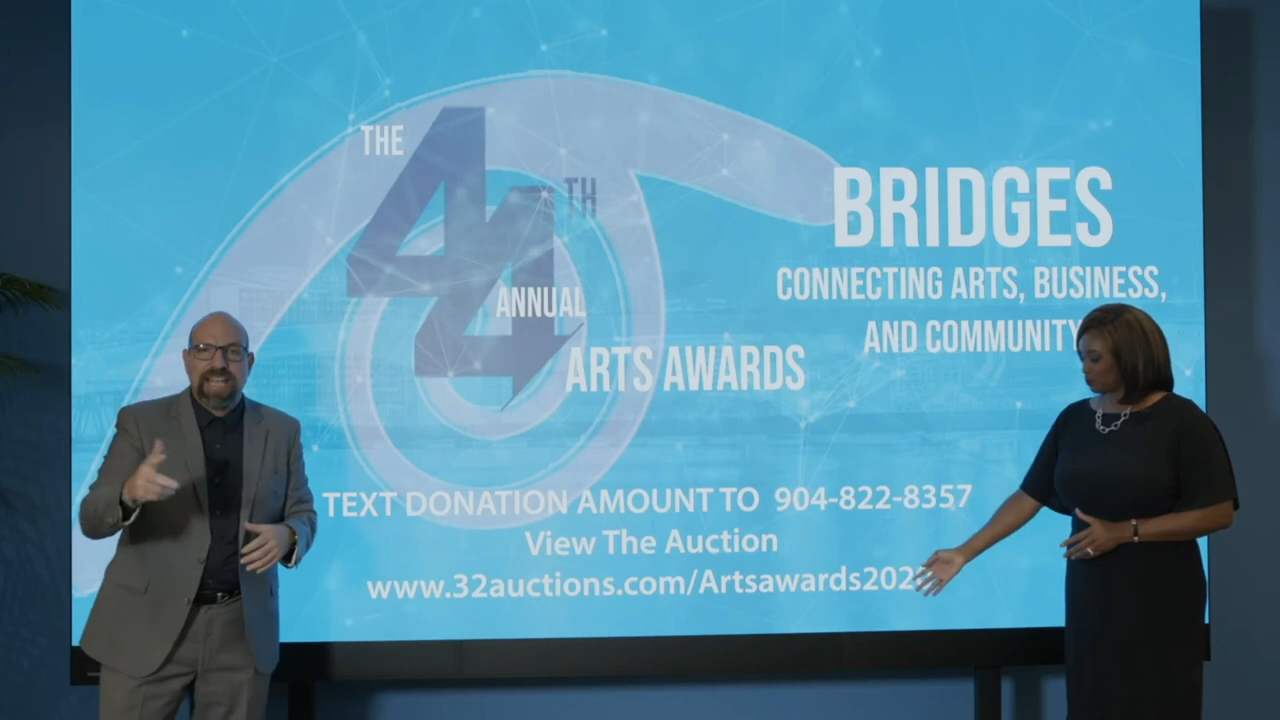 THE
44
TH
ANNUAL
ARTS AWARDS
BRIDGES
CONNECTING ARTS, BUSINESS,
AND COMMUNITY
TEXT DONATION AMOUNT TO 904-822-8357
View The Auction